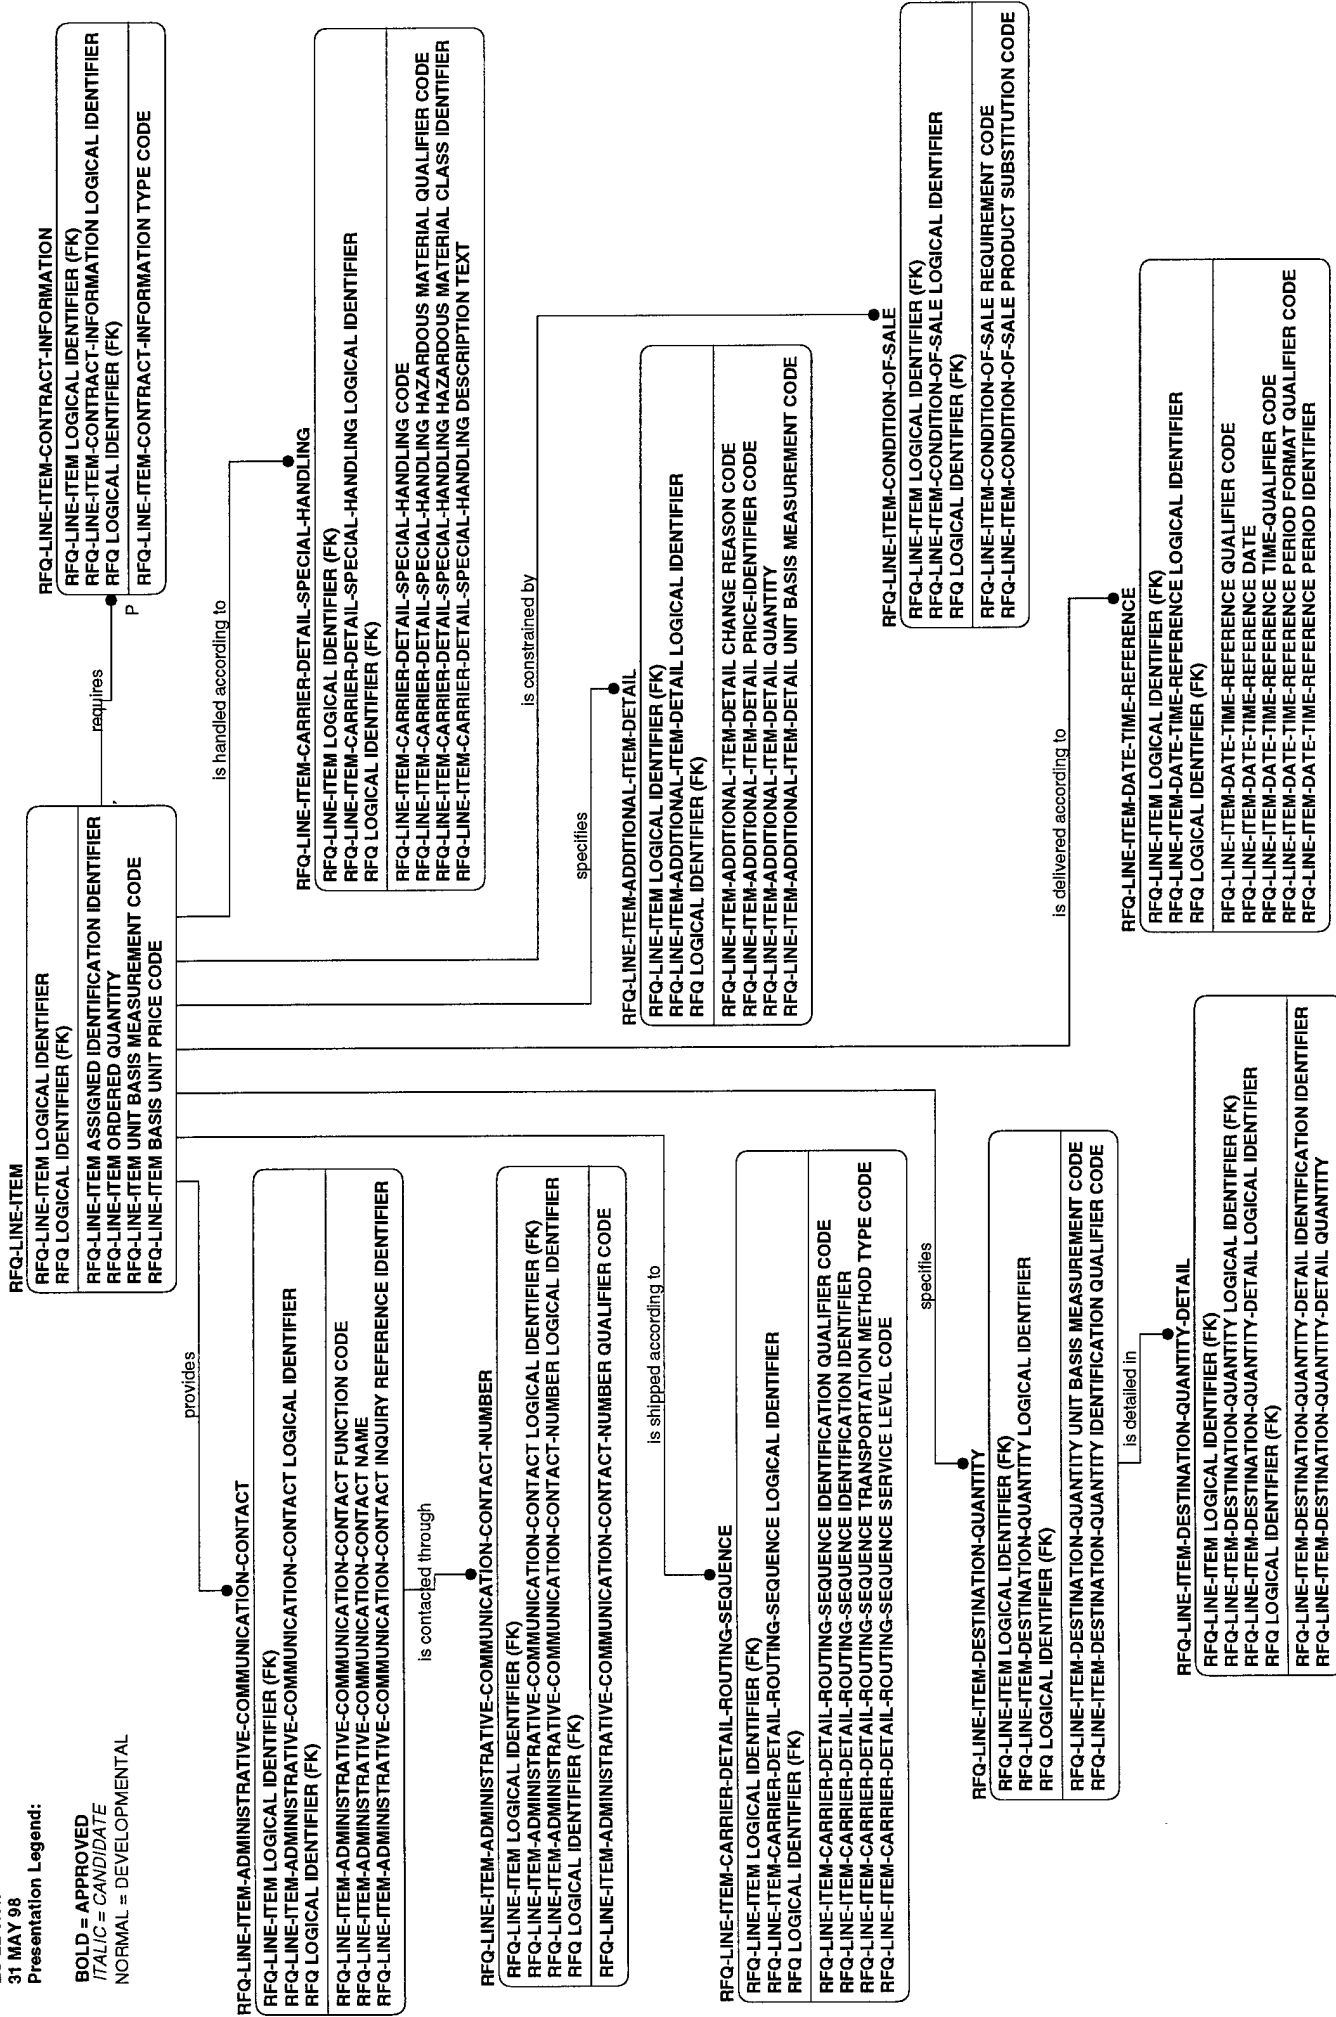 31 MAY 98
Presentation Legend:
BOLD = APPROVED
ITALIC = CANDIDATE
NORMAL = DEVELOPMENTAL
RFQ-LINE-ITEM
RFQ-LINE-ITEM LOGICAL IDENTIFIER
RFQ LOGICAL IDENTIFIER (FK)
RFQ-LINE-ITEM ASSIGNED IDENTIFICATION IDENTIFIER
RFQ-LINE-ITEM ORDERED QUANTITY
RFQ-LINE-ITEM UNIT BASIS MEASUREMENT CODE
RFQ-LINE-ITEM BASIS UNIT PRICE CODE
requires
P
RFQ-LINE-ITEM-CONTRACT-INFORMATION
RFQ-LINE-ITEM LOGICAL IDENTIFIER (FK)
RFQ-LINE-ITEM-CONTRACT-INFORMATION LOGICAL IDENTIFIER
RFQ LOGICAL IDENTIFIER (FK)
RFQ-LINE-ITEM-CONTRACT-INFORMATION TYPE CODE
provides
RFQ-LINE-ITEM-ADMINISTRATIVE-COMMUNICATION-CONTACT
RFQ-LINE-ITEM LOGICAL IDENTIFIER (FK)
RFQ-LINE-ITEM-ADMINISTRATIVE-COMMUNICATION-CONTACT LOGICAL IDENTIFIER
RFQ LOGICAL IDENTIFIER (FK)
RFQ-LINE-ITEM-ADMINISTRATIVE-COMMUNICATION-CONTACT FUNCTION CODE
RFQ-LINE-ITEM-ADMINISTRATIVE-COMMUNICATION-CONTACT NAME
RFQ-LINE-ITEM-ADMINISTRATIVE-COMMUNICATION-CONTACT INQUIRY REFERENCE IDENTIFIER
is handled according to
RFQ-LINE-ITEM-CARRIER-DETAIL-SPECIAL-HANDLING
RFQ-LINE-ITEM LOGICAL IDENTIFIER (FK)
RFQ-LINE-ITEM-CARRIER-DETAIL-SPECIAL-HANDLING LOGICAL IDENTIFIER
RFQ LOGICAL IDENTIFIER (FK)
RFQ-LINE-ITEM-CARRIER-DETAIL-SPECIAL-HANDLING CODE
RFQ-LINE-ITEM-CARRIER-DETAIL-SPECIAL-HANDLING HAZARDOUS MATERIAL QUALIFIER CODE
RFQ-LINE-ITEM-CARRIER-DETAIL-SPECIAL-HANDLING HAZARDOUS MATERIAL CLASS IDENTIFIER
RFQ-LINE-ITEM-CARRIER-DETAIL-SPECIAL-HANDLING DESCRIPTION TEXT
is contacted through
RFQ-LINE-ITEM-ADMINISTRATIVE-COMMUNICATION-CONTACT-NUMBER
RFQ-LINE-ITEM LOGICAL IDENTIFIER (FK)
RFQ-LINE-ITEM-ADMINISTRATIVE-COMMUNICATION-CONTACT LOGICAL IDENTIFIER (FK)
RFQ-LINE-ITEM-ADMINISTRATIVE-COMMUNICATION-CONTACT-NUMBER LOGICAL IDENTIFIER
RFQ LOGICAL IDENTIFIER (FK)
RFQ-LINE-ITEM-ADMINISTRATIVE-COMMUNICATION-CONTACT-NUMBER QUALIFIER CODE
is constrained by
specifies
RFQ-LINE-ITEM-ADDITIONAL-ITEM-DETAIL
RFQ-LINE-ITEM LOGICAL IDENTIFIER (FK)
RFQ-LINE-ITEM-ADDITIONAL-ITEM-DETAIL LOGICAL IDENTIFIER
RFQ LOGICAL IDENTIFIER (FK)
RFQ-LINE-ITEM-ADDITIONAL-ITEM-DETAIL CHANGE REASON CODE
RFQ-LINE-ITEM-ADDITIONAL-ITEM-DETAIL PRICE-IDENTIFIER CODE
RFQ-LINE-ITEM-ADDITIONAL-ITEM-DETAIL QUANTITY
RFQ-LINE-ITEM-ADDITIONAL-ITEM-DETAIL UNIT BASIS MEASUREMENT CODE
is shipped according to
RFQ-LINE-ITEM-CARRIER-DETAIL-ROUTING-SEQUENCE
RFQ-LINE-ITEM LOGICAL IDENTIFIER (FK)
RFQ-LINE-ITEM-CARRIER-DETAIL-ROUTING-SEQUENCE LOGICAL IDENTIFIER
RFQ LOGICAL IDENTIFIER (FK)
RFQ-LINE-ITEM-CARRIER-DETAIL-ROUTING-SEQUENCE IDENTIFICATION QUALIFIER CODE
RFQ-LINE-ITEM-CARRIER-DETAIL-ROUTING-SEQUENCE IDENTIFICATION IDENTIFIER
RFQ-LINE-ITEM-CARRIER-DETAIL-ROUTING-SEQUENCE TRANSPORTATION METHOD TYPE CODE
RFQ-LINE-ITEM-CARRIER-DETAIL-ROUTING-SEQUENCE SERVICE LEVEL CODE
RFQ-LINE-ITEM-CONDITION-OF-SALE
RFQ-LINE-ITEM LOGICAL IDENTIFIER (FK)
RFQ-LINE-ITEM-CONDITION-OF-SALE LOGICAL IDENTIFIER
RFQ LOGICAL IDENTIFIER (FK)
RFQ-LINE-ITEM-CONDITION-OF-SALE REQUIREMENT CODE
RFQ-LINE-ITEM-CONDITION-OF-SALE PRODUCT SUBSTITUTION CODE
specifies
RFQ-LINE-ITEM-DESTINATION-QUANTITY
RFQ-LINE-ITEM LOGICAL IDENTIFIER (FK)
RFQ-LINE-ITEM-DESTINATION-QUANTITY LOGICAL IDENTIFIER
RFQ LOGICAL IDENTIFIER (FK)
RFQ-LINE-ITEM-DESTINATION-QUANTITY UNIT BASIS MEASUREMENT CODE
RFQ-LINE-ITEM-DESTINATION-QUANTITY IDENTIFICATION QUALIFIER CODE
is delivered according to
RFQ-LINE-ITEM-DATE-TIME-REFERENCE
RFQ-LINE-ITEM LOGICAL IDENTIFIER (FK)
RFQ-LINE-ITEM-DATE-TIME-REFERENCE LOGICAL IDENTIFIER
RFQ LOGICAL IDENTIFIER (FK)
RFQ-LINE-ITEM-DATE-TIME-REFERENCE QUALIFIER CODE
RFQ-LINE-ITEM-DATE-TIME-REFERENCE DATE
RFQ-LINE-ITEM-DATE-TIME-REFERENCE TIME-QUALIFIER CODE
RFQ-LINE-ITEM-DATE-TIME-REFERENCE PERIOD FORMAT QUALIFIER CODE
RFQ-LINE-ITEM-DATE-TIME-REFERENCE PERIOD IDENTIFIER
is detailed in
RFQ-LINE-ITEM-DESTINATION-QUANTITY-DETAIL
RFQ-LINE-ITEM LOGICAL IDENTIFIER (FK)
RFQ-LINE-ITEM-DESTINATION-QUANTITY LOGICAL IDENTIFIER (FK)
RFQ-LINE-ITEM-DESTINATION-QUANTITY-DETAIL LOGICAL IDENTIFIER
RFQ LOGICAL IDENTIFIER (FK)
RFQ-LINE-ITEM-DESTINATION-QUANTITY-DETAIL IDENTIFICATION IDENTIFIER
RFQ-LINE-ITEM-DESTINATION-QUANTITY-DETAIL QUANTITY